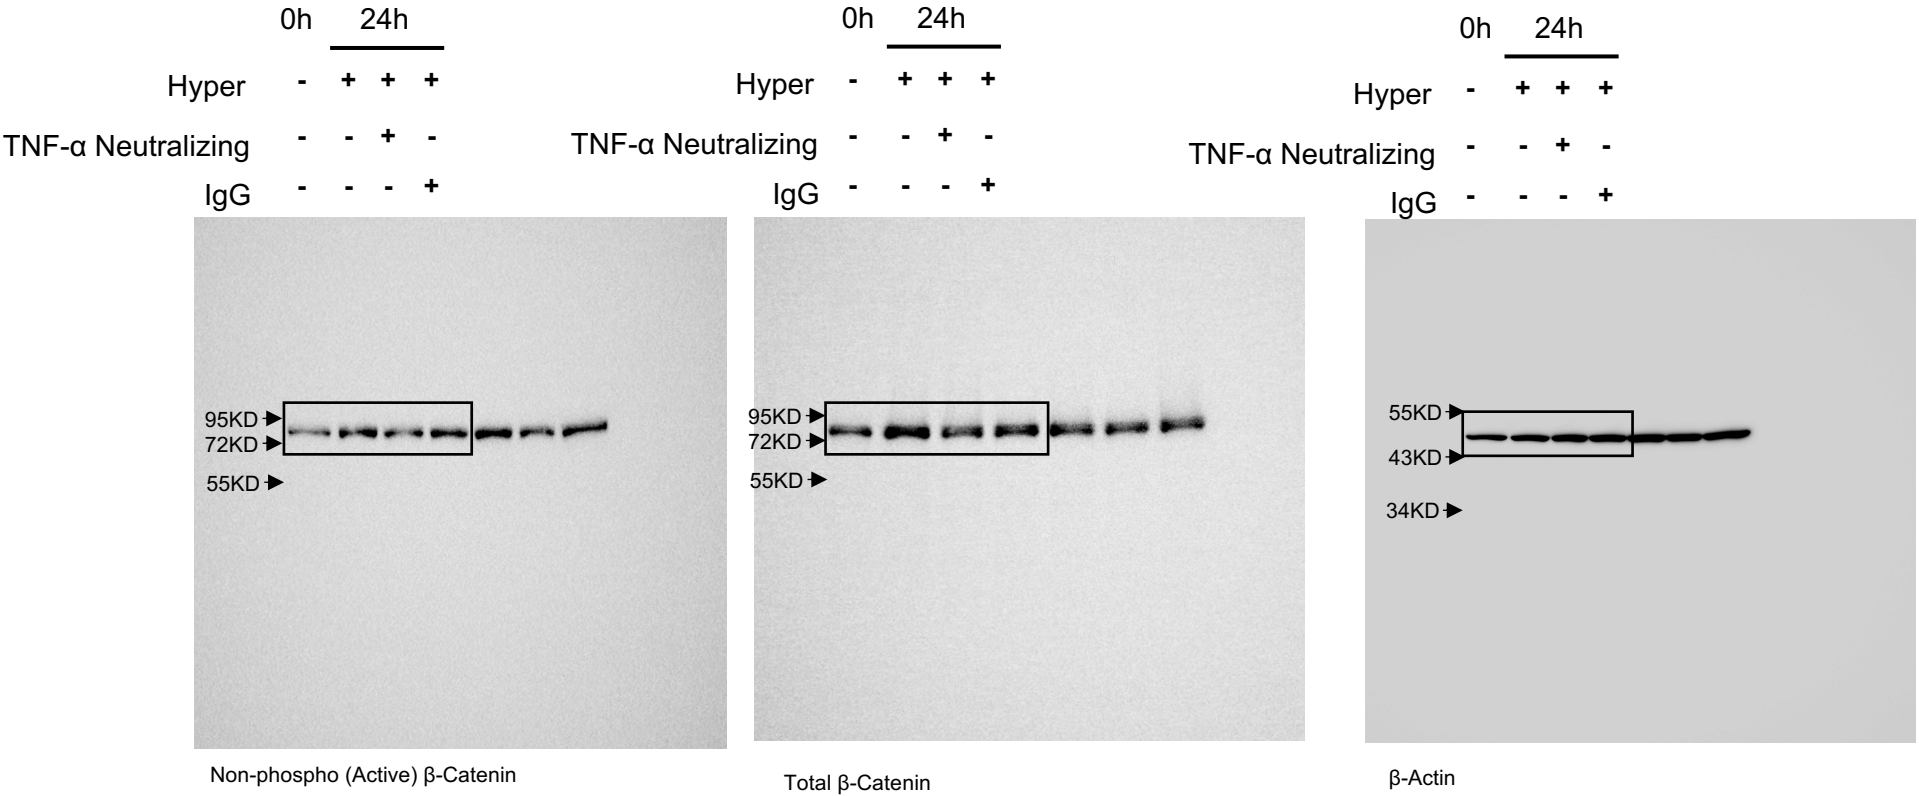 0h 24h
Hyper - + + +
TNF-α Neutralizing - - + -
IgG - - - +
95KD
72KD
55KD
Non-phospho (Active) β-Catenin
0h 24h
Hyper - + + +
TNF-α Neutralizing - - + -
IgG - - - +
95KD
72KD
55KD
Total β-Catenin
0h 24h
Hyper - + + +
TNF-α Neutralizing - - + -
IgG - - - +
55KD
43KD
34KD
β-Actin